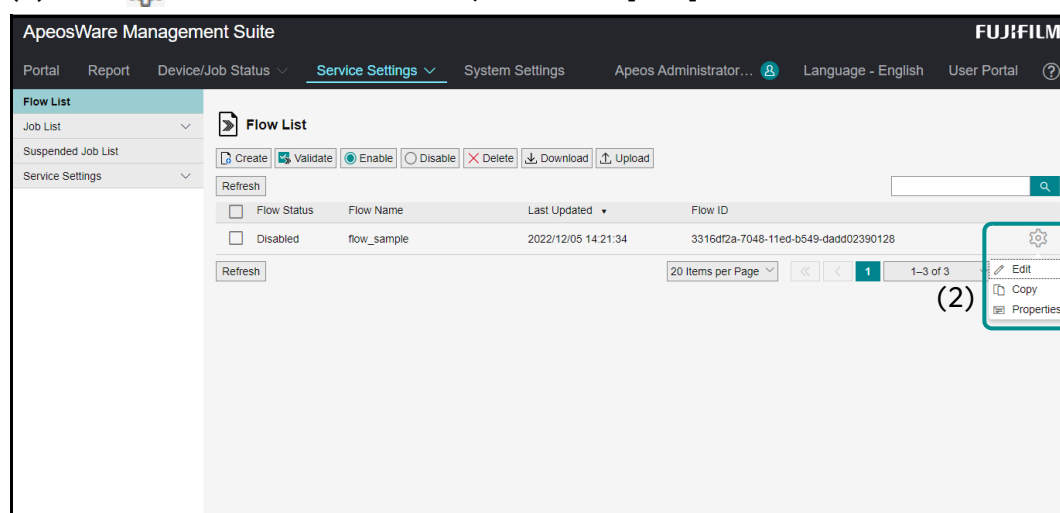 ApeosWare Management Suite FUJIFILM
Portal Report Device/Job Status Service Settings System Settings Apeos Administrator… Language - English User Portal ?
Flow List
Job List
Suspended Job List
Service Settings
Flow List
Create Validate Enable Disable Delete Download Upload
Refresh
Flow Status Flow Name Last Updated Flow ID
Disabled flow_sample 2022/12/05 14:21:34 3316df2a-7048-11ed-b549-dadd02390128
Refresh 20 Items per Page 1 1–3 of 3
Edit
Copy
Properties
(2)